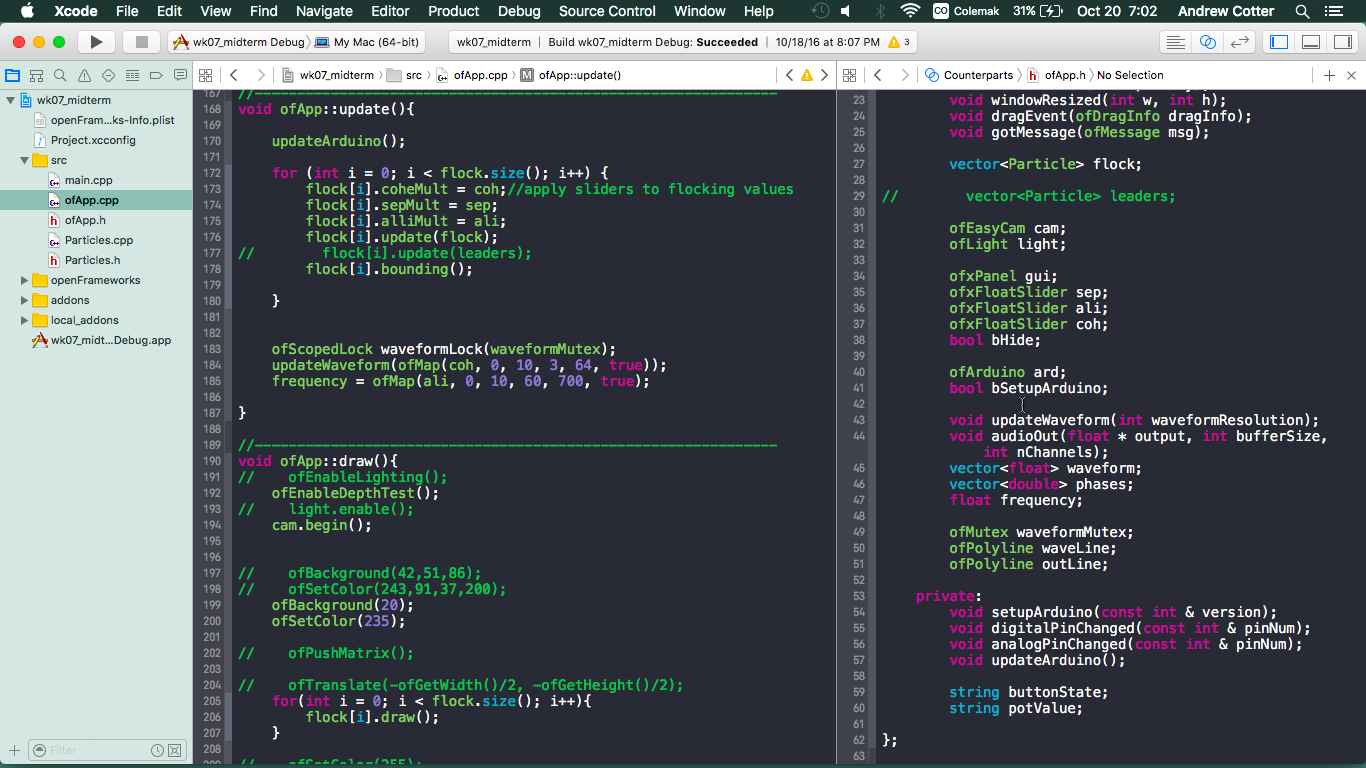 Xcode File Edit View Find Navigate Editor Product Debug Source Control Window Help CO Colemak 31% Oct 20 7:02 Andrew Cotter
wk07_midterm Debug My Mac (64-bit) wk07_midterm | Build wk07_midterm Debug: Succeeded | 10/18/16 at 8:07 PM 3
wk07_midterm src ofApp.cpp M ofApp::update()
Counterparts h ofApp.h No Selection
wk07_midterm
openFram...ks-Info.plist
Project.xcconfig
src
main.cpp
ofApp.cpp
ofApp.h
Particles.cpp
Particles.h
openFrameworks
addons
local_addons
wk07_midt...Debug.app
Filter
167 //--------------------------------------------------------------
168 void ofApp::update(){
169
170 updateArduino();
171
172 for (int i = 0; i < flock.size(); i++) {
173 flock[i].coheMult = coh;//apply sliders to flocking values
174 flock[i].sepMult = sep;
175 flock[i].alliMult = ali;
176 flock[i].update(flock);
177 // flock[i].update(leaders);
178 flock[i].bounding();
179
180 }
181
182
183 ofScopedLock waveformLock(waveformMutex);
184 updateWaveform(ofMap(coh, 0, 10, 3, 64, true));
185 frequency = ofMap(ali, 0, 10, 60, 700, true);
186
187 }
188
189 //--------------------------------------------------------------
190 void ofApp::draw(){
191 // ofEnableLighting();
192 ofEnableDepthTest();
193 // light.enable();
194 cam.begin();
195
196
197 // ofBackground(42,51,86);
198 // ofSetColor(243,91,37,200);
199 ofBackground(20);
200 ofSetColor(235);
201
202 // ofPushMatrix();
203
204 // ofTranslate(-ofGetWidth()/2, -ofGetHeight()/2);
205 for(int i = 0; i < flock.size(); i++){
206 flock[i].draw();
207 }
208
209 // ofSetColor(255);
23 void windowResized(int w, int h);
24 void dragEvent(ofDragInfo dragInfo);
25 void gotMessage(ofMessage msg);
26
27 vector<Particle> flock;
28
29 // vector<Particle> leaders;
30
31 ofEasyCam cam;
32 ofLight light;
33
34 ofxPanel gui;
35 ofxFloatSlider sep;
36 ofxFloatSlider ali;
37 ofxFloatSlider coh;
38 bool bHide;
39
40 ofArduino ard;
41 bool bSetupArduino;
42
43 void updateWaveform(int waveformResolution);
44 void audioOut(float * output, int bufferSize,
int nChannels);
45 vector<float> waveform;
46 vector<double> phases;
47 float frequency;
48
49 ofMutex waveformMutex;
50 ofPolyline waveLine;
51 ofPolyline outLine;
52
53 private:
54 void setupArduino(const int & version);
55 void digitalPinChanged(const int & pinNum);
56 void analogPinChanged(const int & pinNum);
57 void updateArduino();
58
59 string buttonState;
60 string potValue;
61
62 };
63